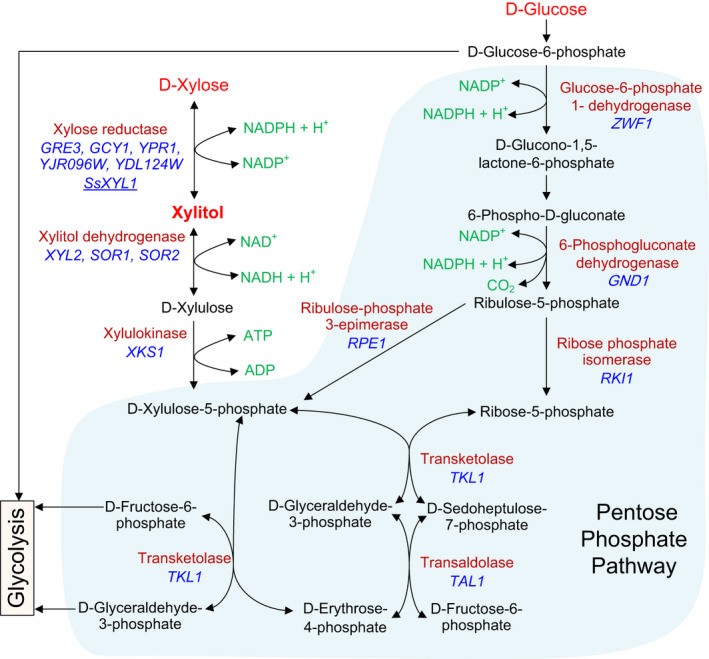 D-Glucose
D-Glucose-6-phosphate
NADP+
NADPH + H+
Glucose-6-phosphate
1- dehydrogenase
ZWF1
D-Glucono-1,5-
lactone-6-phosphate
6-Phospho-D-gluconate
NADP+
NADPH + H+
CO2
6-Phosphogluconate
dehydrogenase
GND1
Ribulose-5-phosphate
D-Xylose
Xylose reductase
GRE3, GCY1, YPR1,
YJR096W, YDL124W
SsXYL1
NADPH + H+
NADP+
Xylitol
Xylitol dehydrogenase
XYL2, SOR1, SOR2
NAD+
NADH + H+
D-Xylulose
Xylulokinase
XKS1
ATP
ADP
Ribulose-phosphate
3-epimerase
RPE1
Ribose phosphate
isomerase
RKI1
D-Xylulose-5-phosphate
Ribose-5-phosphate
Transketolase
TKL1
D-Glyceraldehyde-
3-phosphate
D-Sedoheptulose-
7-phosphate
Transaldolase
TAL1
D-Erythrose-
4-phosphate
D-Fructose-6-
phosphate
D-Fructose-6-
phosphate
Transketolase
TKL1
D-Glyceraldehyde-
3-phosphate
Glycolysis
Pentose
Phosphate
Pathway